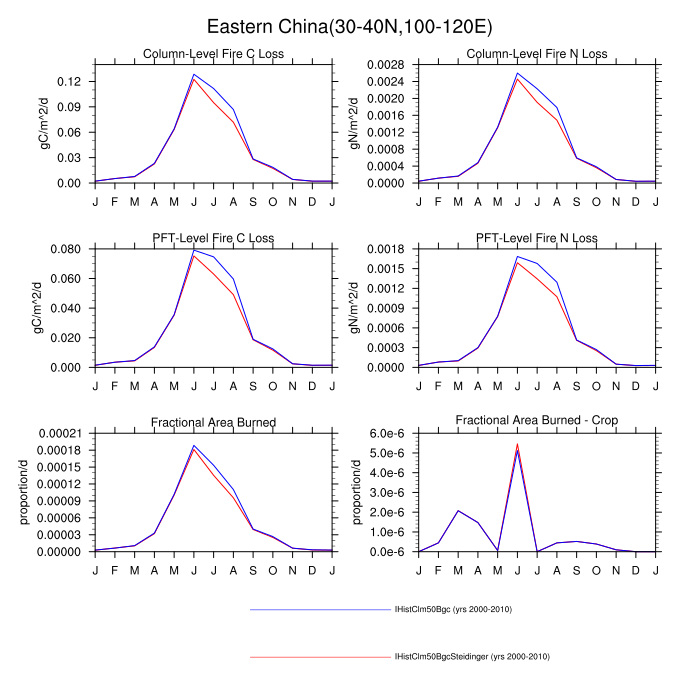 Eastern China(30-40N,100-120E)
Column-Level Fire C Loss
gC/m^2/d
0.12
0.09
0.06
0.03
0.00
J F M A M J J A S O N D J
Column-Level Fire N Loss
gN/m^2/d
0.0028
0.0024
0.0020
0.0016
0.0012
0.0008
0.0004
0.0000
J F M A M J J A S O N D J
PFT-Level Fire C Loss
gC/m^2/d
0.080
0.060
0.040
0.020
0.000
J F M A M J J A S O N D J
PFT-Level Fire N Loss
gN/m^2/d
0.0018
0.0015
0.0012
0.0009
0.0006
0.0003
0.0000
J F M A M J J A S O N D J
Fractional Area Burned
proportion/d
0.00021
0.00018
0.00015
0.00012
0.00009
0.00006
0.00003
0.00000
J F M A M J J A S O N D J
Fractional Area Burned - Crop
proportion/d
6.0e-6
5.0e-6
4.0e-6
3.0e-6
2.0e-6
1.0e-6
0.0e-6
J F M A M J J A S O N D J
IHistClm50Bgc (yrs 2000-2010)
IHistClm50BgcSteidinger (yrs 2000-2010)